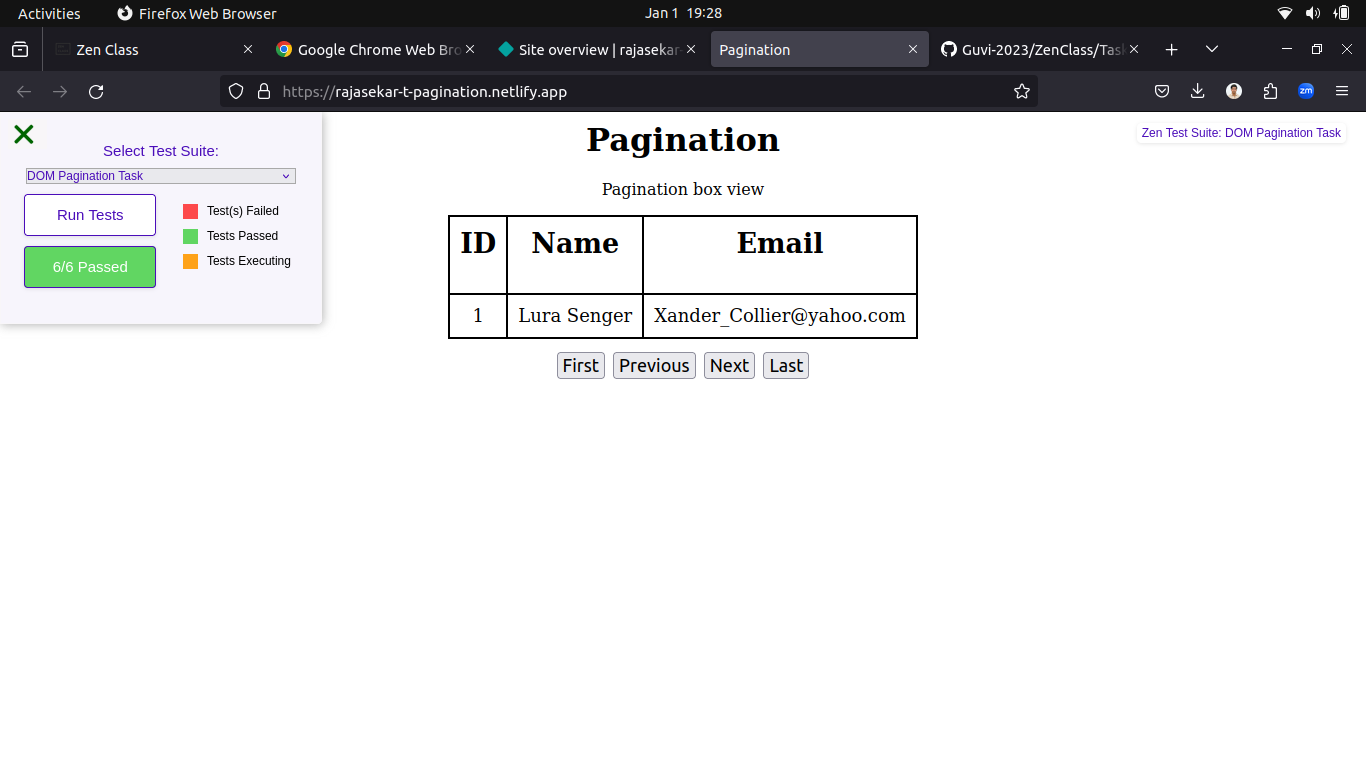 Activities Firefox Web Browser Jan 1 19:28
Zen Class Google Chrome Web Bro Site overview | rajasekar- Pagination Guvi-2023/ZenClass/Task
https://rajasekar-t-pagination.netlify.app zm
Select Test Suite:
DOM Pagination Task
Run Tests
6/6 Passed
Test(s) Failed
Tests Passed
Tests Executing
Pagination
Zen Test Suite: DOM Pagination Task
Pagination box view
ID Name Email
1 Lura Senger Xander_Collier@yahoo.com
First Previous Next Last